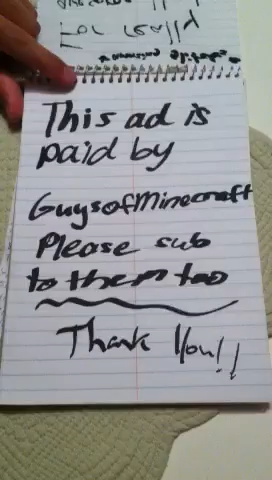 This ad is
paid by
GuysofMinecraft
Please sub
to them too
Thank You!!